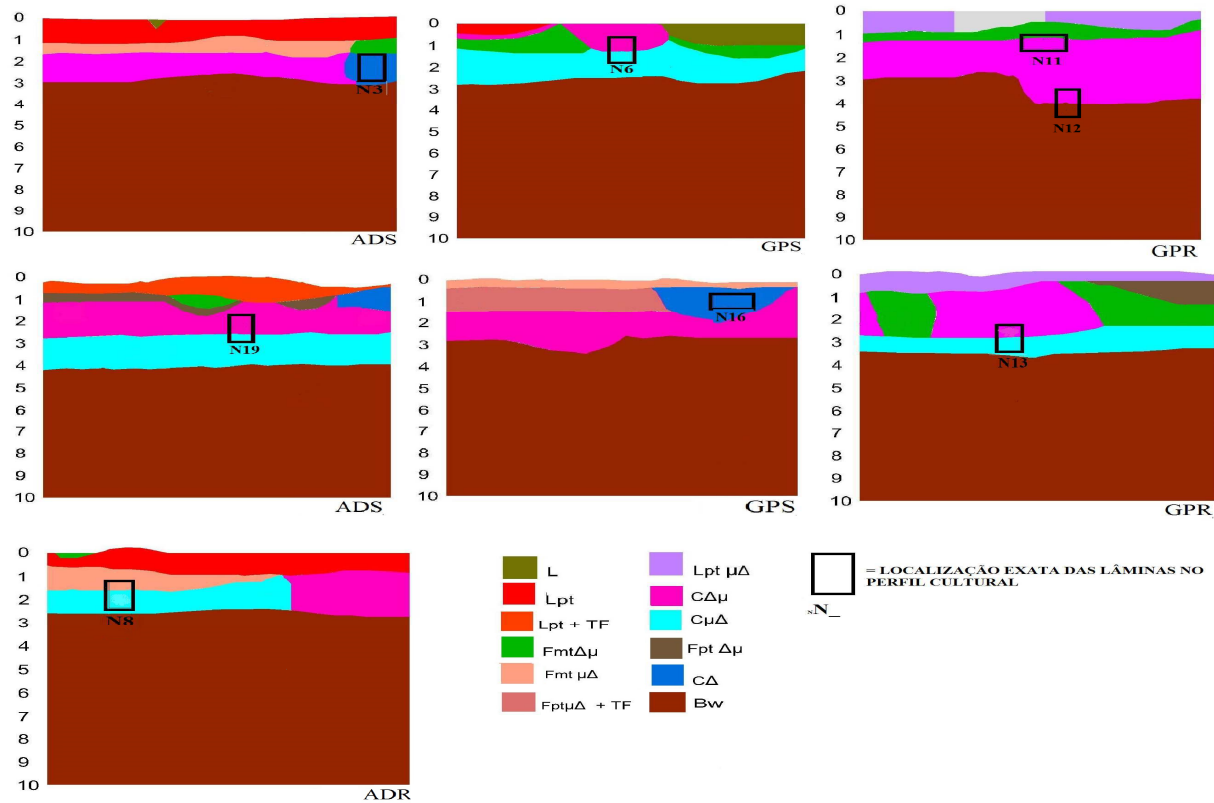 0
1
2
3
4
5
6
7
8
9
10
N3
ADS
0
1
2
3
4
5
6
7
8
9
10
N6
GPS
0
1
2
3
4
5
6
7
8
9
10
N11
N12
GPR
0
1
2
3
4
5
6
7
8
9
10
N19
ADS
0
1
2
3
4
5
6
7
8
9
10
N16
GPS
0
1
2
3
4
5
6
7
8
9
10
N13
GPR
0
1
2
3
4
5
6
7
8
9
10
N8
ADR
L
Lpt
Lpt + TF
FmtΔμ
Fmt μΔ
FptμΔ + TF
Lpt μΔ
CΔμ
CμΔ
Fpt Δμ
CΔ
Bw
= LOCALIZAÇÃO EXATA DAS LÂMINAS NO
PERFIL CULTURAL
N_